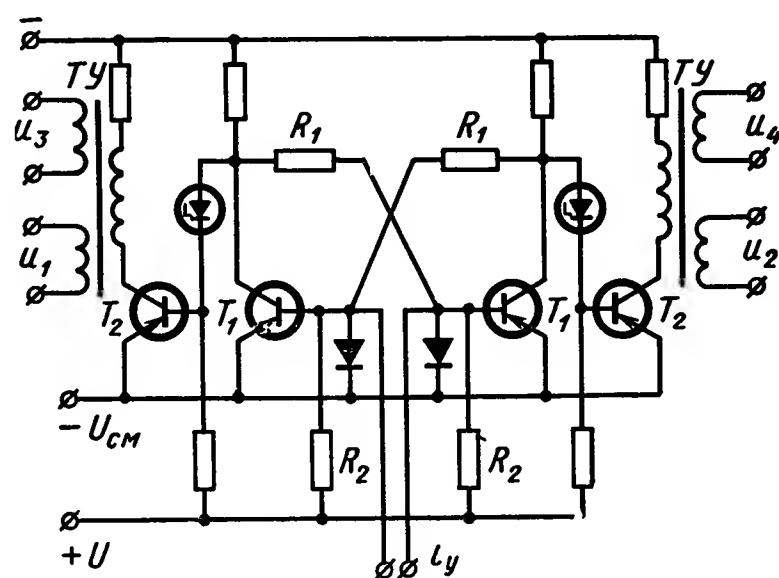 −
ТУ
ТУ
R₁
R₁
u₃
u₄
u₁
u₂
T₂
T₁
T₁
T₂
− Uсм
R₂
R₂
+ U
iу